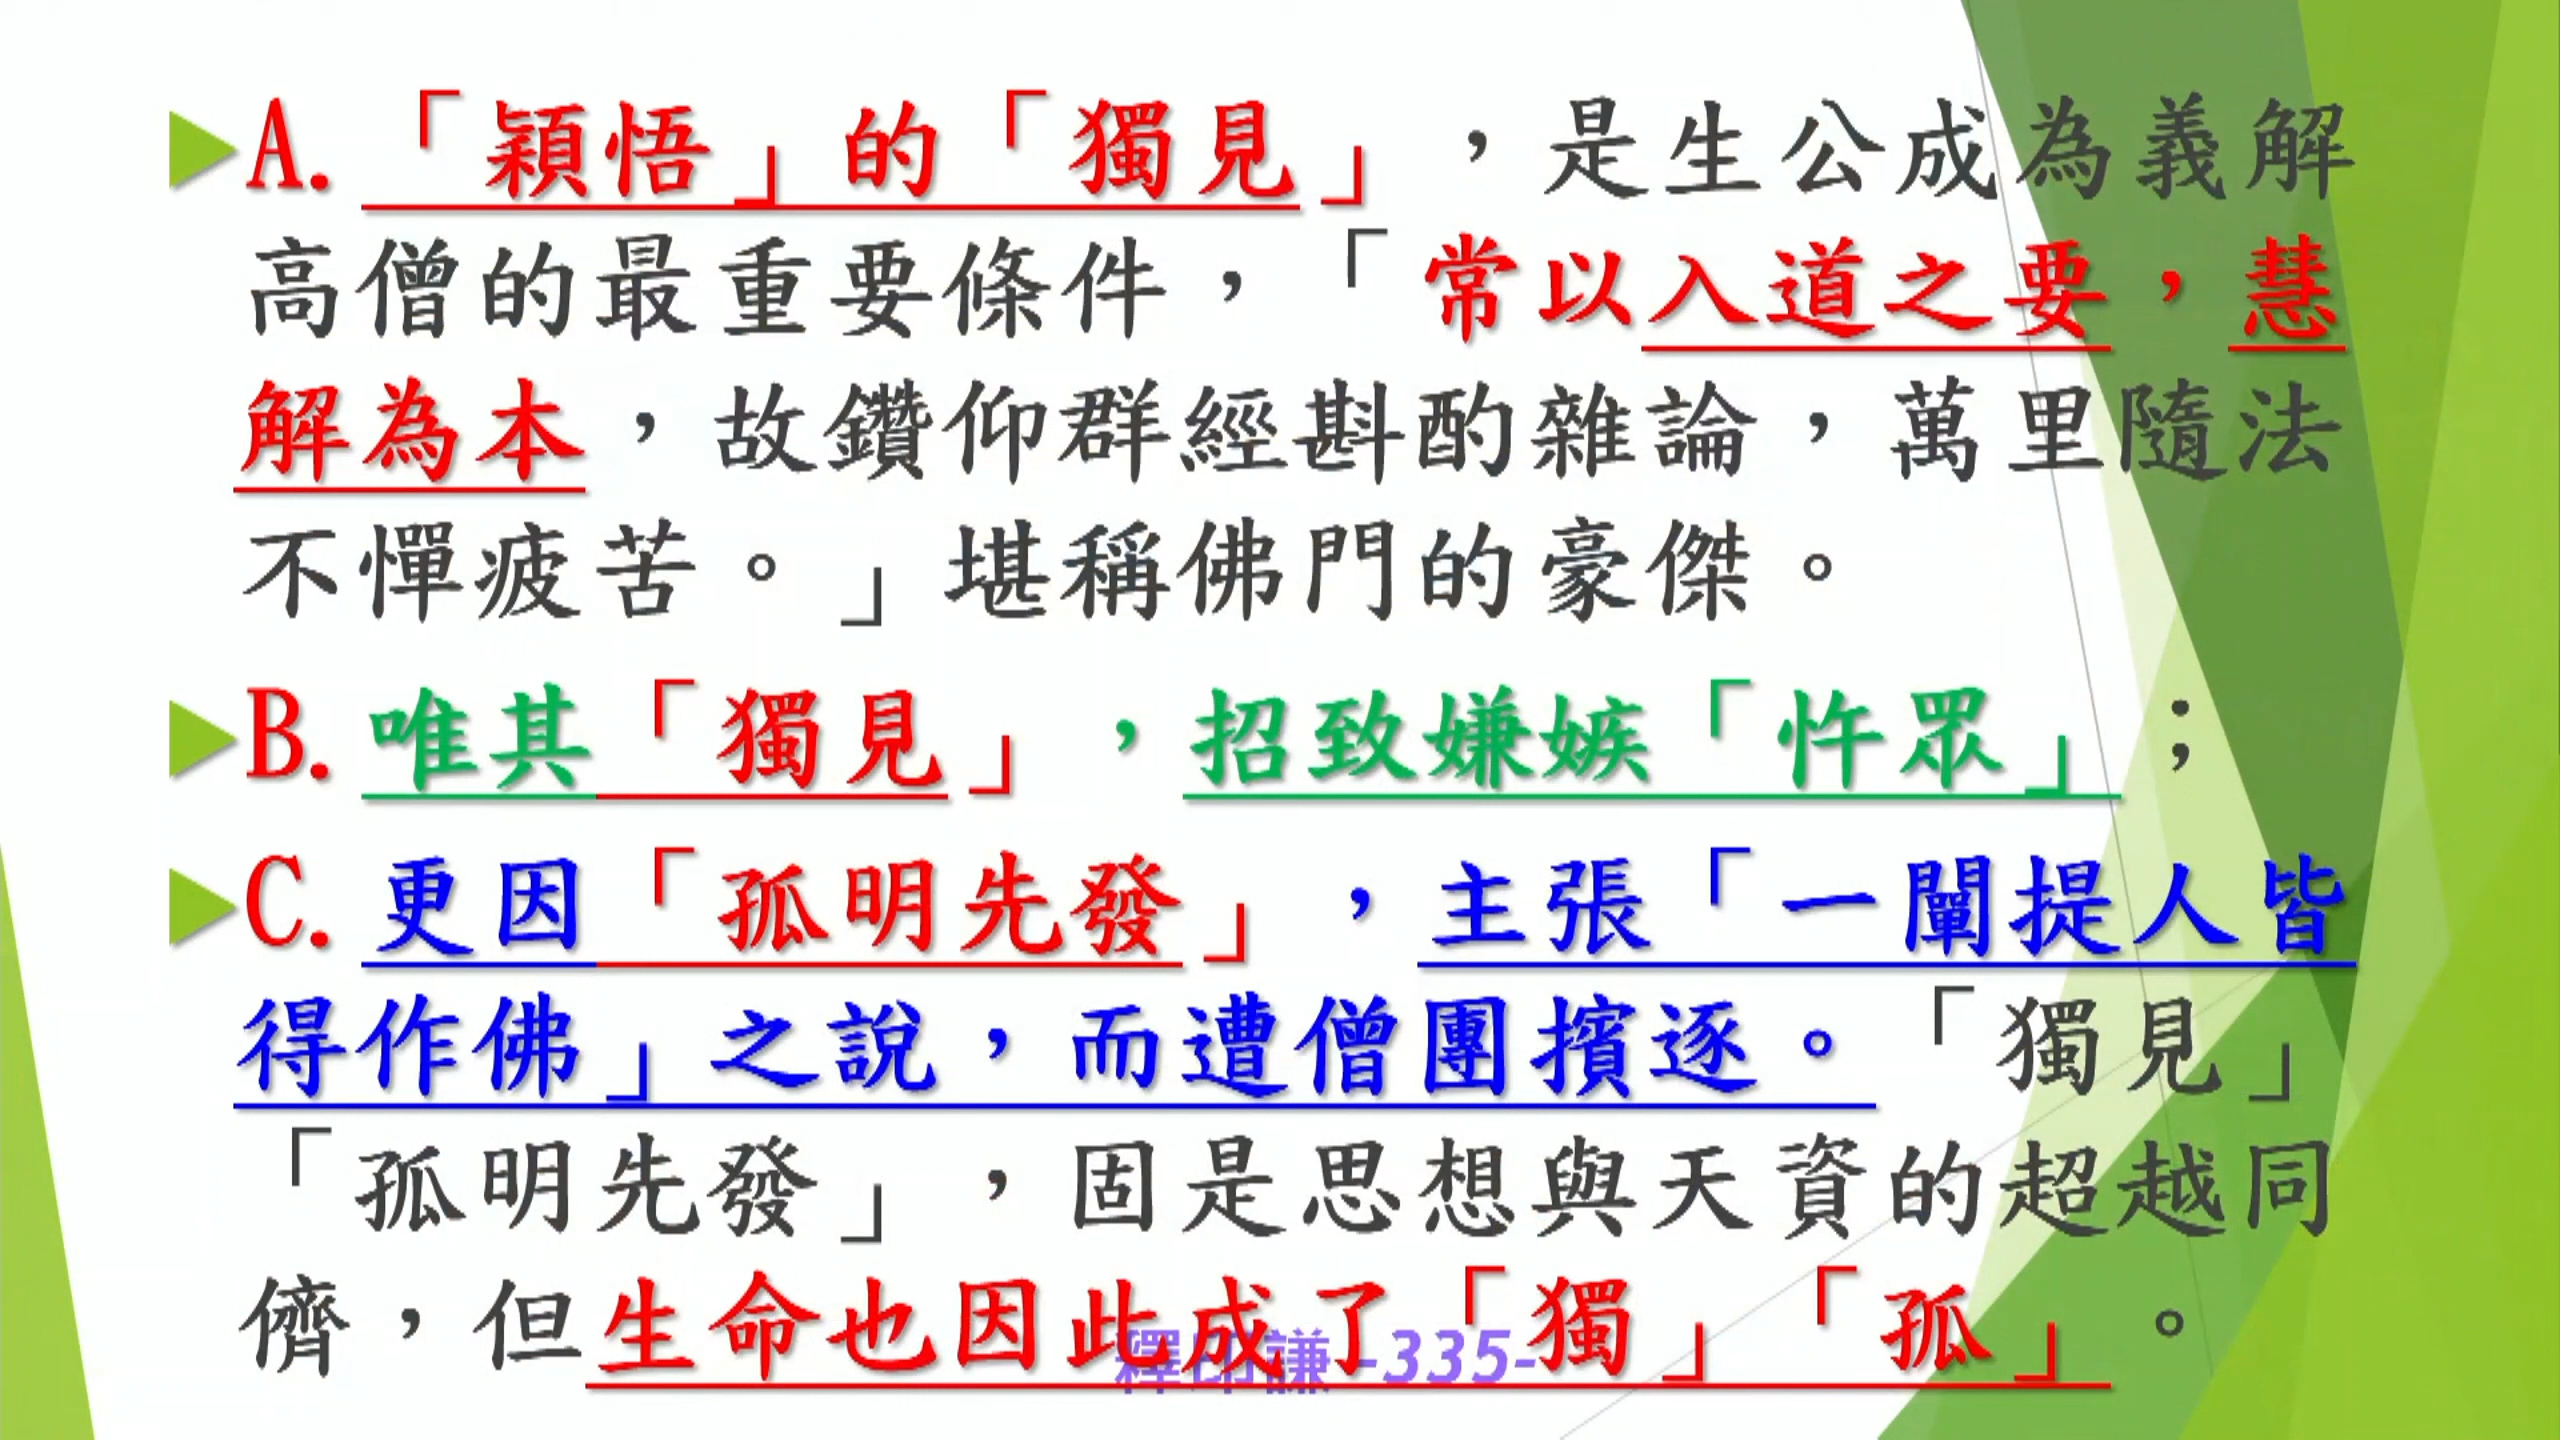 A. 「穎悟」的「獨見」，是生公成為義解
高僧的最重要條件，「常以入道之要，慧
解為本，故鑽仰群經斟酌雜論，萬里隨法
不憚疲苦。」堪稱佛門的豪傑。
B. 唯其「獨見」，招致嫌嫉「忤眾」；
C. 更因「孤明先發」，主張「一闡提人皆
得作佛」之說，而遭僧團擯逐。「獨見」
「孤明先發」，固是思想與天資的超越同
儕，但生命也因此成了「獨」「孤」。
釋印謙 -335-